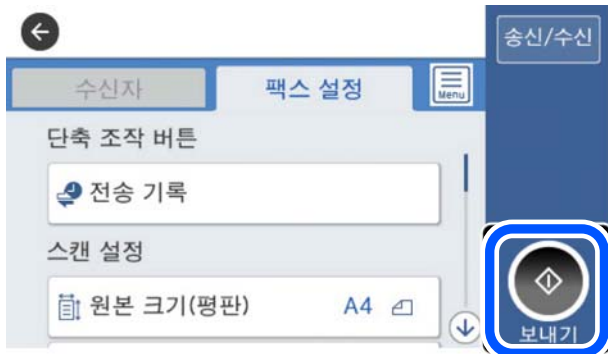 송신/수신
수신자
팩스 설정
Menu
단축 조작 버튼
전송 기록
스캔 설정
원본 크기(평판) A4
보내기